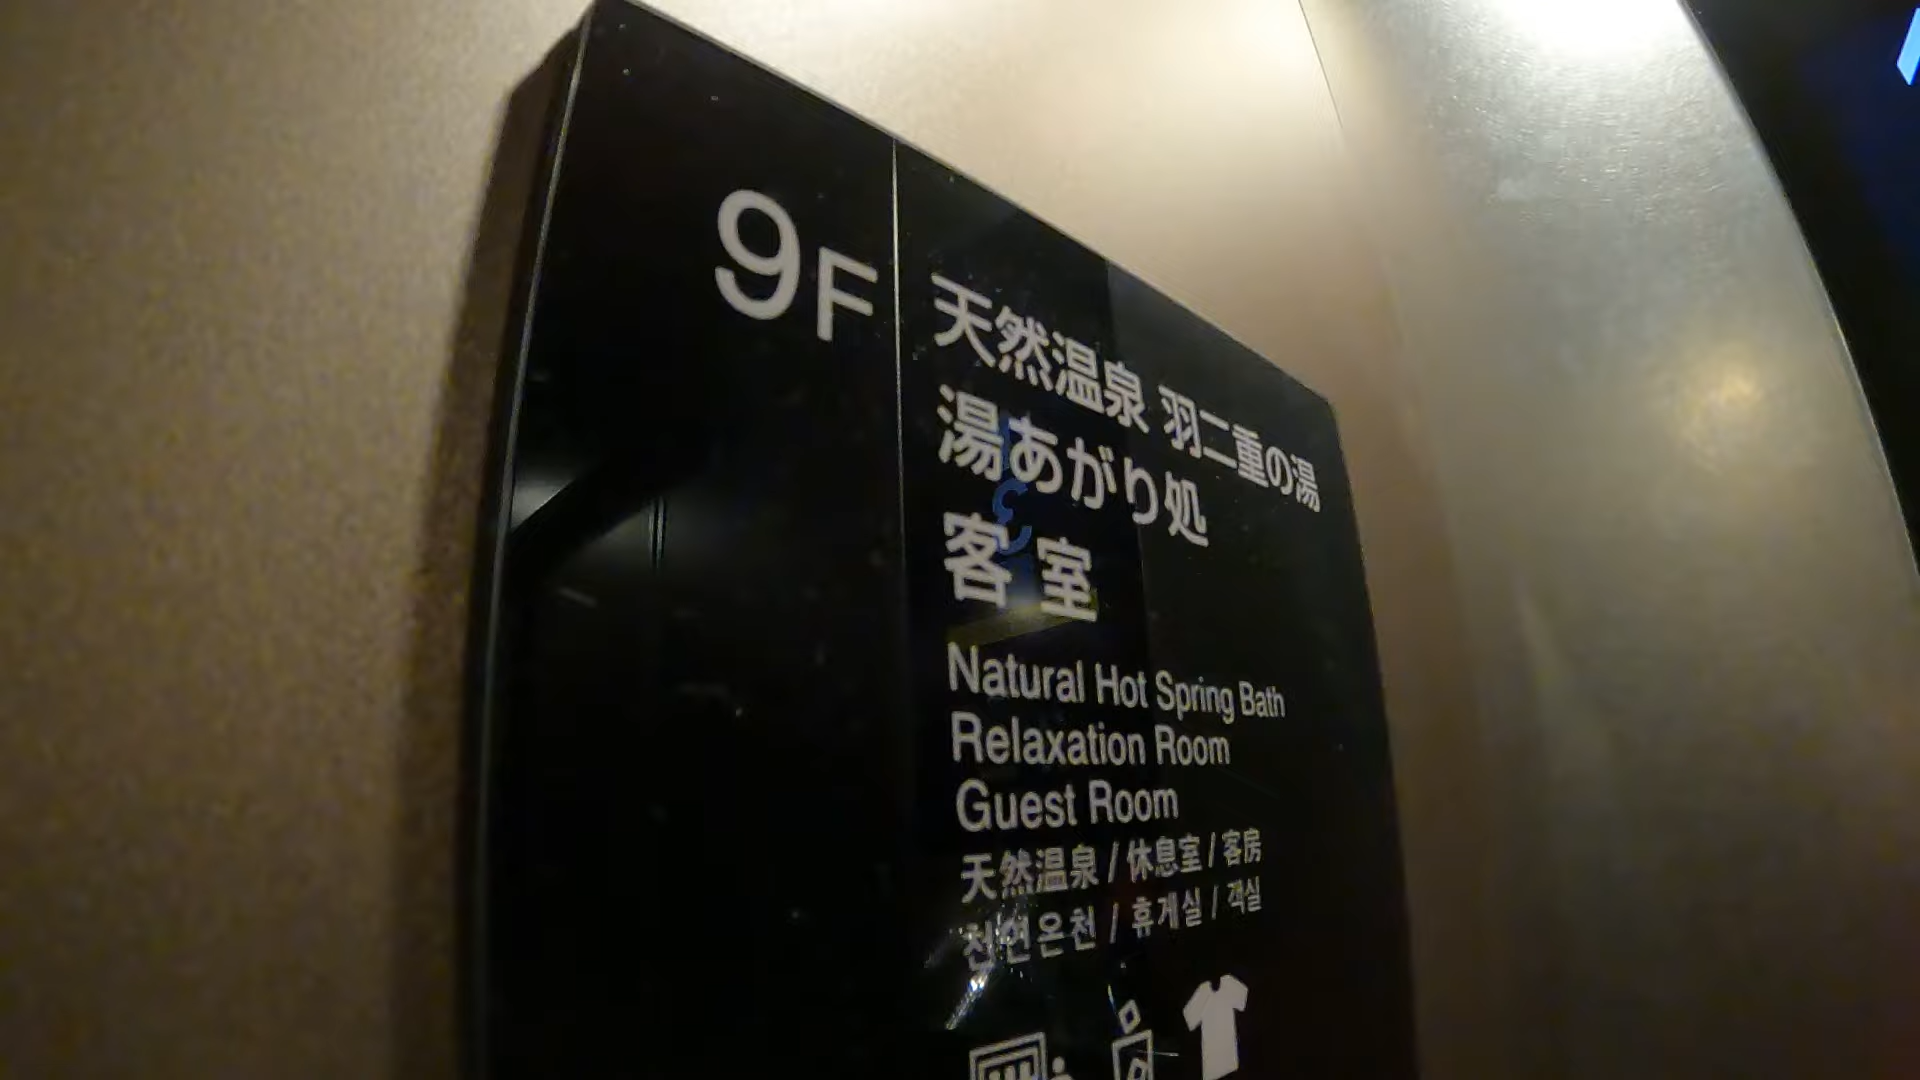 9F
天然温泉 羽二重の湯
湯あがり処
客室
Natural Hot Spring Bath
Relaxation Room
Guest Room
天然温泉 / 休息室 / 客房
천연온천 / 휴게실 / 객실